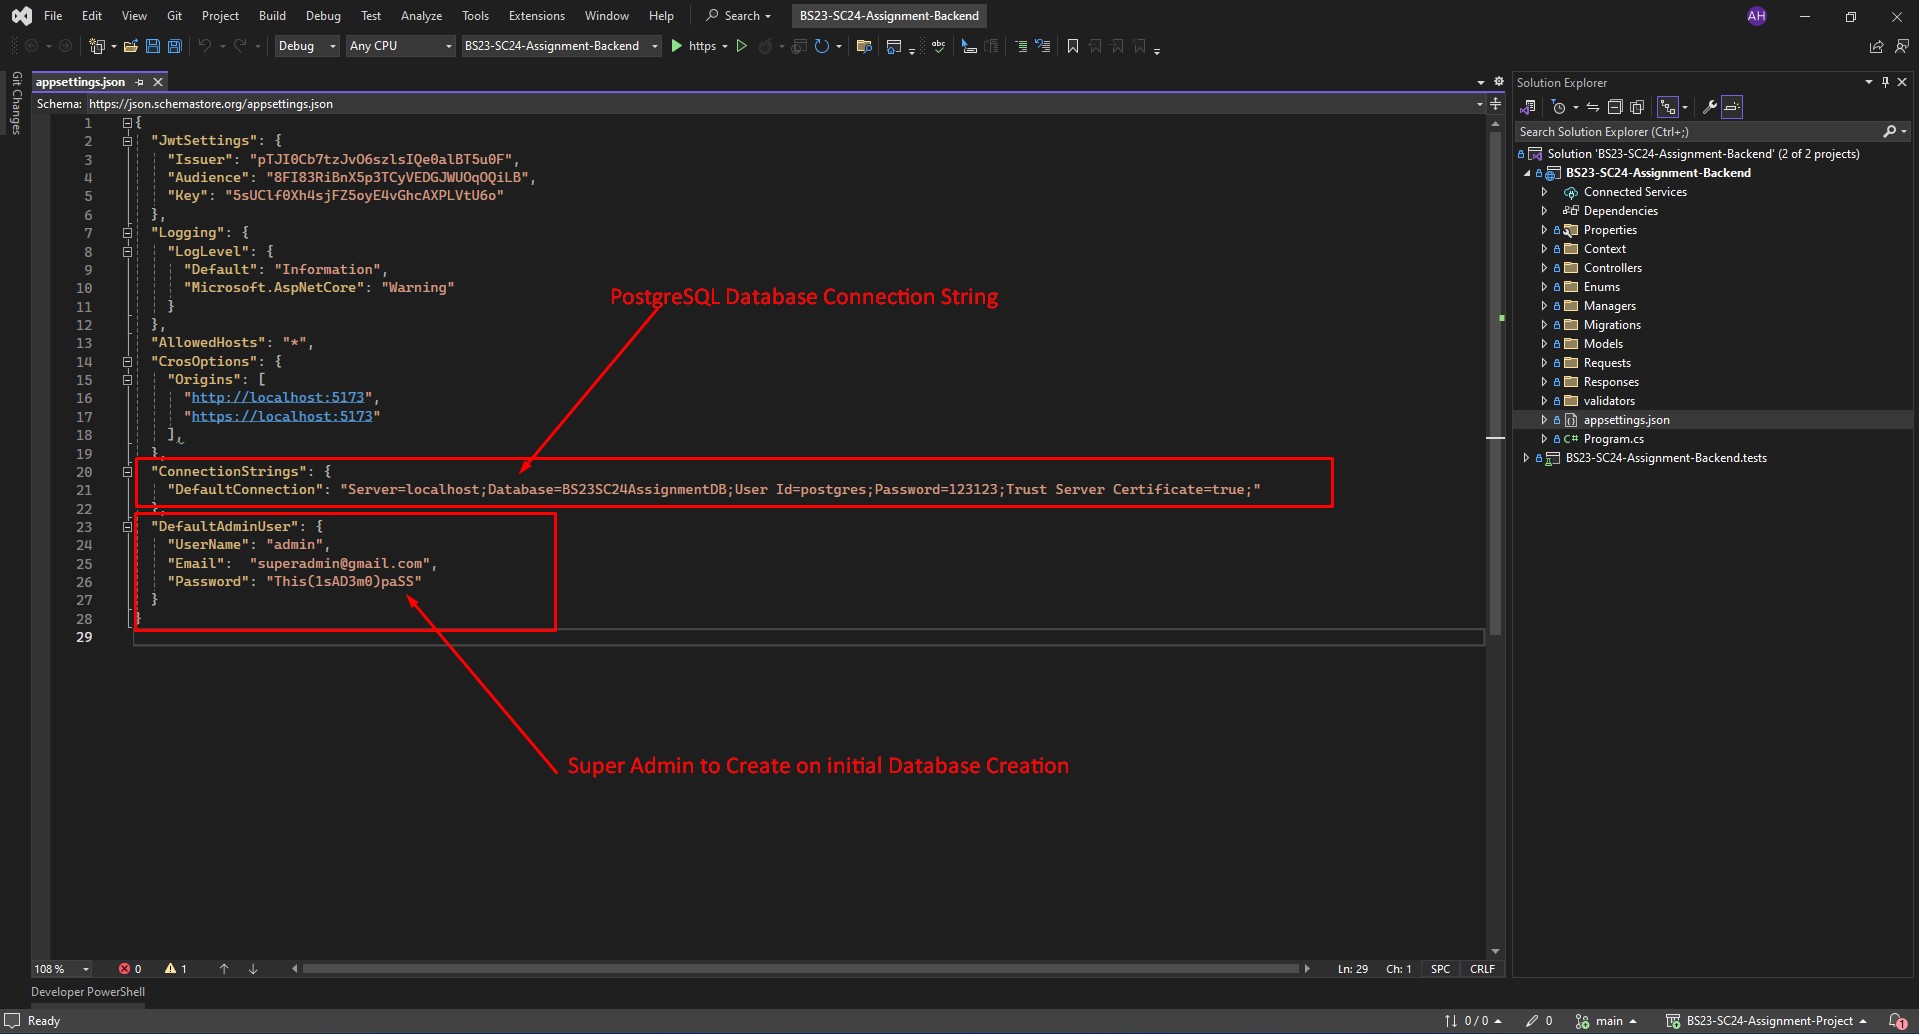 File Edit View Git Project Build Debug Test Analyze Tools Extensions Window Help Search BS23-SC24-Assignment-Backend AH
Debug Any CPU BS23-SC24-Assignment-Backend https
Git Changes
appsettings.json
Schema: https://json.schemastore.org/appsettings.json
1 {
2 "JwtSettings": {
3 "Issuer": "pTJI0Cb7tzJvO6szlsIQe0alBT5u0F",
4 "Audience": "8FI83RiBnX5p3TCyVEDGJWUOqOQiLB",
5 "Key": "5sUClf0Xh4sjFZ5oyE4vGhcAXPLVtU6o"
6 },
7 "Logging": {
8 "LogLevel": {
9 "Default": "Information",
10 "Microsoft.AspNetCore": "Warning"
11 }
12 },
13 "AllowedHosts": "*",
14 "CrosOptions": {
15 "Origins": [
16 "http://localhost:5173",
17 "https://localhost:5173"
18 ],
19 },
20 "ConnectionStrings": {
21 "DefaultConnection": "Server=localhost;Database=BS23SC24AssignmentDB;User Id=postgres;Password=123123;Trust Server Certificate=true;"
22 },
23 "DefaultAdminUser": {
24 "UserName": "admin",
25 "Email": "superadmin@gmail.com",
26 "Password": "This(1sAD3m0)paSS"
27 }
28 }
29
PostgreSQL Database Connection String
Super Admin to Create on initial Database Creation
108 % 0 1 Ln: 29 Ch: 1 SPC CRLF
Developer PowerShell
Solution Explorer
Search Solution Explorer (Ctrl+;)
Solution 'BS23-SC24-Assignment-Backend' (2 of 2 projects)
BS23-SC24-Assignment-Backend
Connected Services
Dependencies
Properties
Context
Controllers
Enums
Managers
Migrations
Models
Requests
Responses
validators
appsettings.json
C# Program.cs
BS23-SC24-Assignment-Backend.tests
Ready 0 / 0 0 main BS23-SC24-Assignment-Project 1